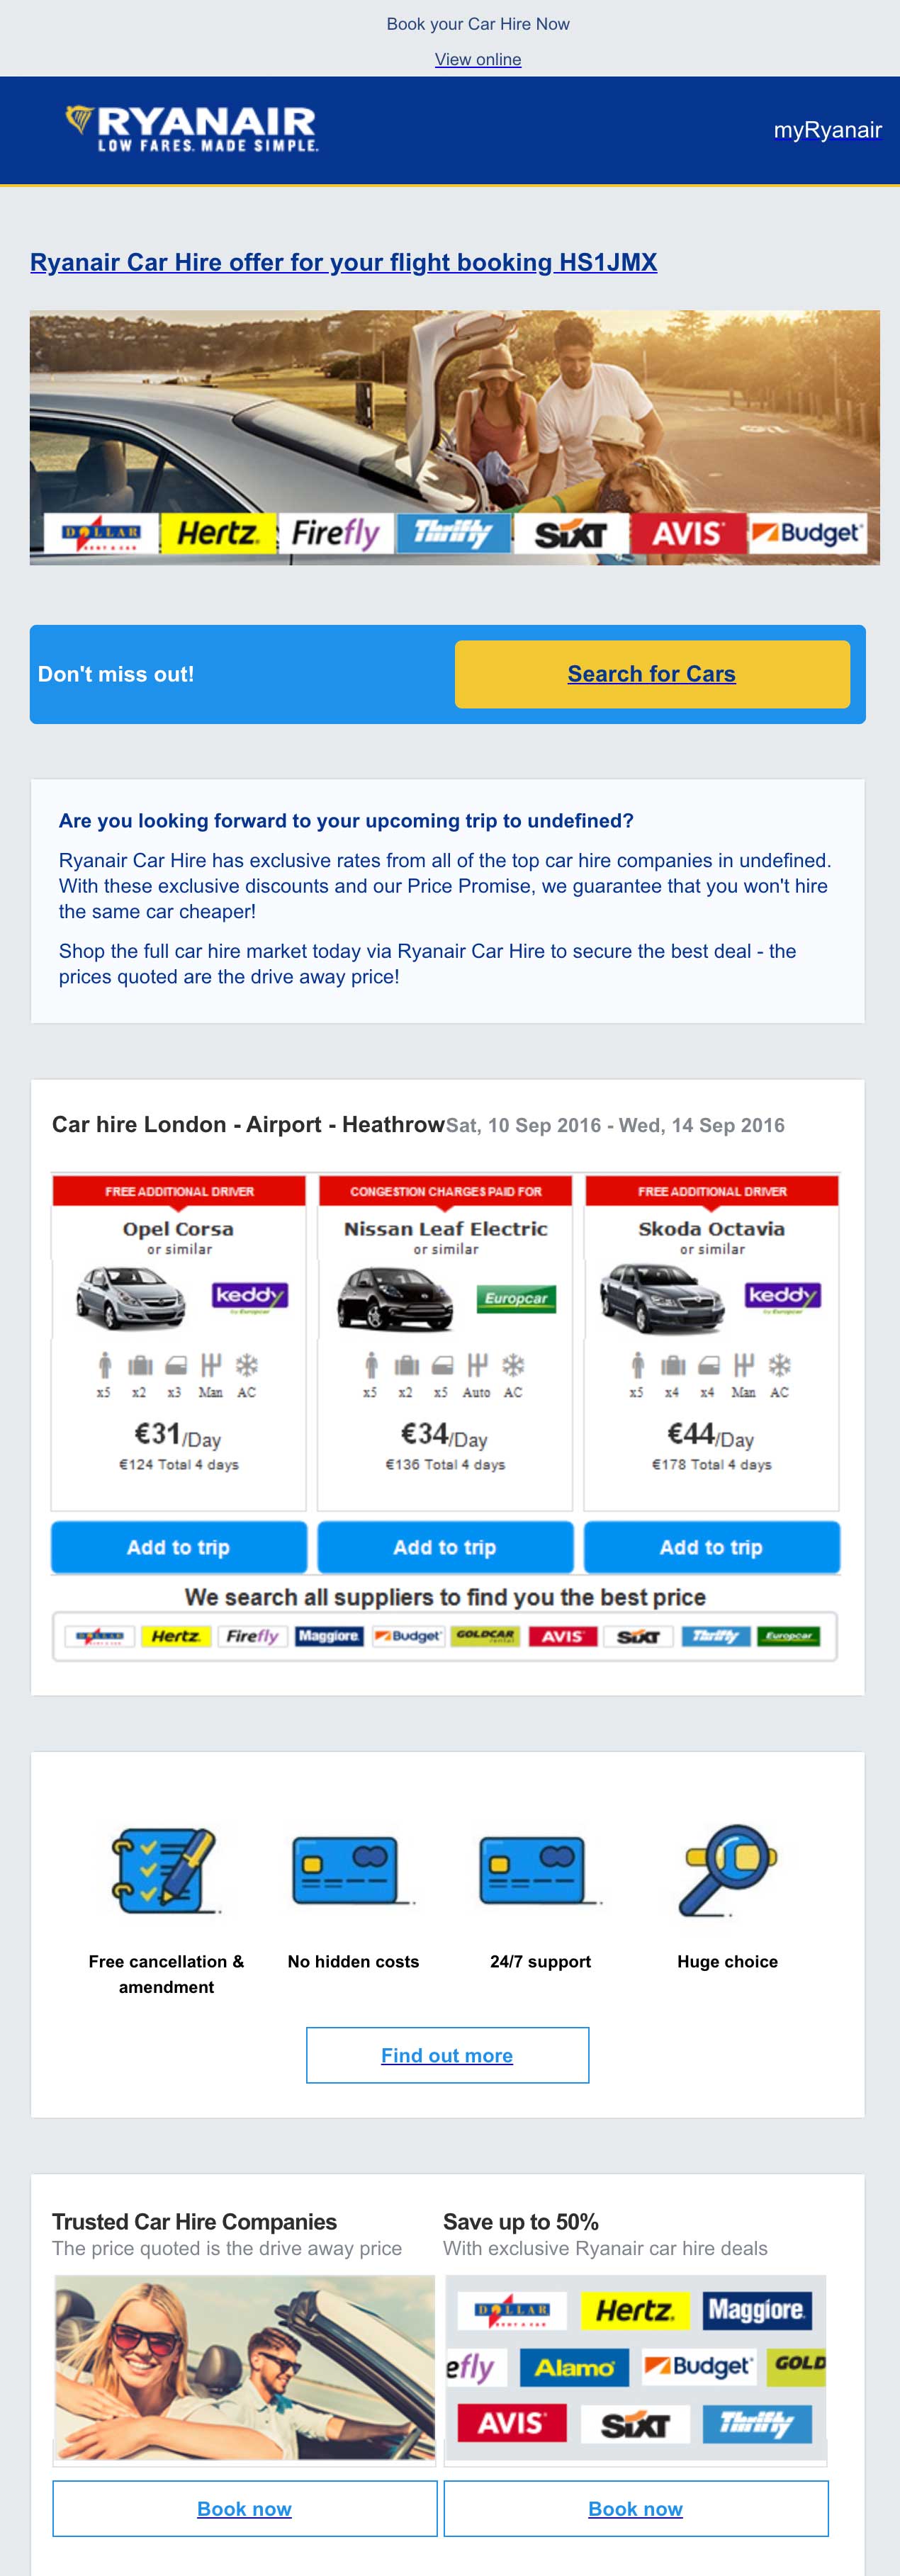 Book your Car Hire Now
View online
RYANAIR
LOW FARES. MADE SIMPLE.
myRyanair
Ryanair Car Hire offer for your flight booking HS1JMX
DOLLAR RENT A CAR Hertz. Firefly Thrifty SiXT AVIS Budget
Don't miss out!
Search for Cars
Are you looking forward to your upcoming trip to undefined?
Ryanair Car Hire has exclusive rates from all of the top car hire companies in undefined.
With these exclusive discounts and our Price Promise, we guarantee that you won't hire
the same car cheaper!
Shop the full car hire market today via Ryanair Car Hire to secure the best deal - the
prices quoted are the drive away price!
Car hire London - Airport - HeathrowSat, 10 Sep 2016 - Wed, 14 Sep 2016
FREE ADDITIONAL DRIVER
Opel Corsa
or similar
keddy
by Europcar
x5 x2 x3 Man AC
€31/Day
€124 Total 4 days
Add to trip
CONGESTION CHARGES PAID FOR
Nissan Leaf Electric
or similar
Europcar
x5 x2 x5 Auto AC
€34/Day
€136 Total 4 days
Add to trip
FREE ADDITIONAL DRIVER
Skoda Octavia
or similar
keddy
by Europcar
x5 x4 x4 Man AC
€44/Day
€178 Total 4 days
Add to trip
We search all suppliers to find you the best price
DOLLAR Hertz. Firefly Maggiore Budget GOLDCAR rental AVIS SiXT Thrifty Europcar
Free cancellation &
amendment
No hidden costs
24/7 support
Huge choice
Find out more
Trusted Car Hire Companies
The price quoted is the drive away price
Book now
Save up to 50%
With exclusive Ryanair car hire deals
DOLLAR RENT A CAR Hertz. Maggiore
efly Alamo Budget GOLD
AVIS SiXT Thrifty
Book now